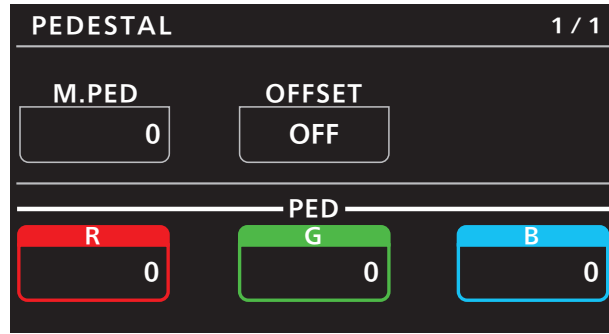 PEDESTAL 1/1
M.PED OFFSET
0 OFF
PED
R G B
0 0 0